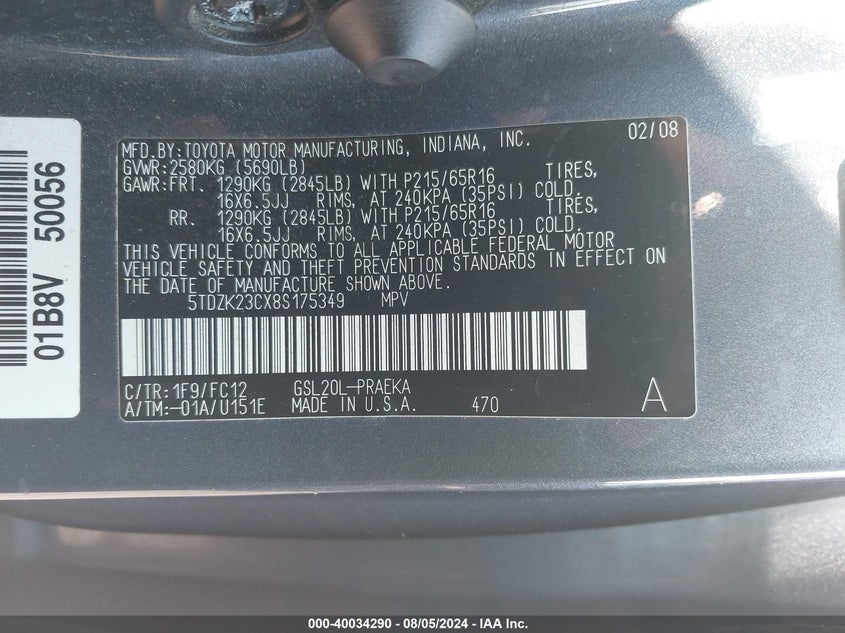 01B8V 50056
02/08
MFD.BY:TOYOTA MOTOR MANUFACTURING, INDIANA, INC.
GVWR:2580KG (5690LB)
GAWR:FRT. 1290KG (2845LB) WITH P215/65R16 TIRES,
16X6.5JJ RIMS, AT 240KPA (35PSI) COLD.
RR. 1290KG (2845LB) WITH P215/65R16 TIRES,
16X6.5JJ RIMS, AT 240KPA (35PSI) COLD.
THIS VEHICLE CONFORMS TO ALL APPLICABLE FEDERAL MOTOR
VEHICLE SAFETY AND THEFT PREVENTION STANDARDS IN EFFECT ON
THE DATE OF MANUFACTURE SHOWN ABOVE.
5TDZK23CX8S175349 MPV
C/TR:1F9/FC12 GSL20L-PRAEKA
A/TM:-01A/U151E MADE IN U.S.A. 470 A
000-40034290 - 08/05/2024 - IAA Inc.